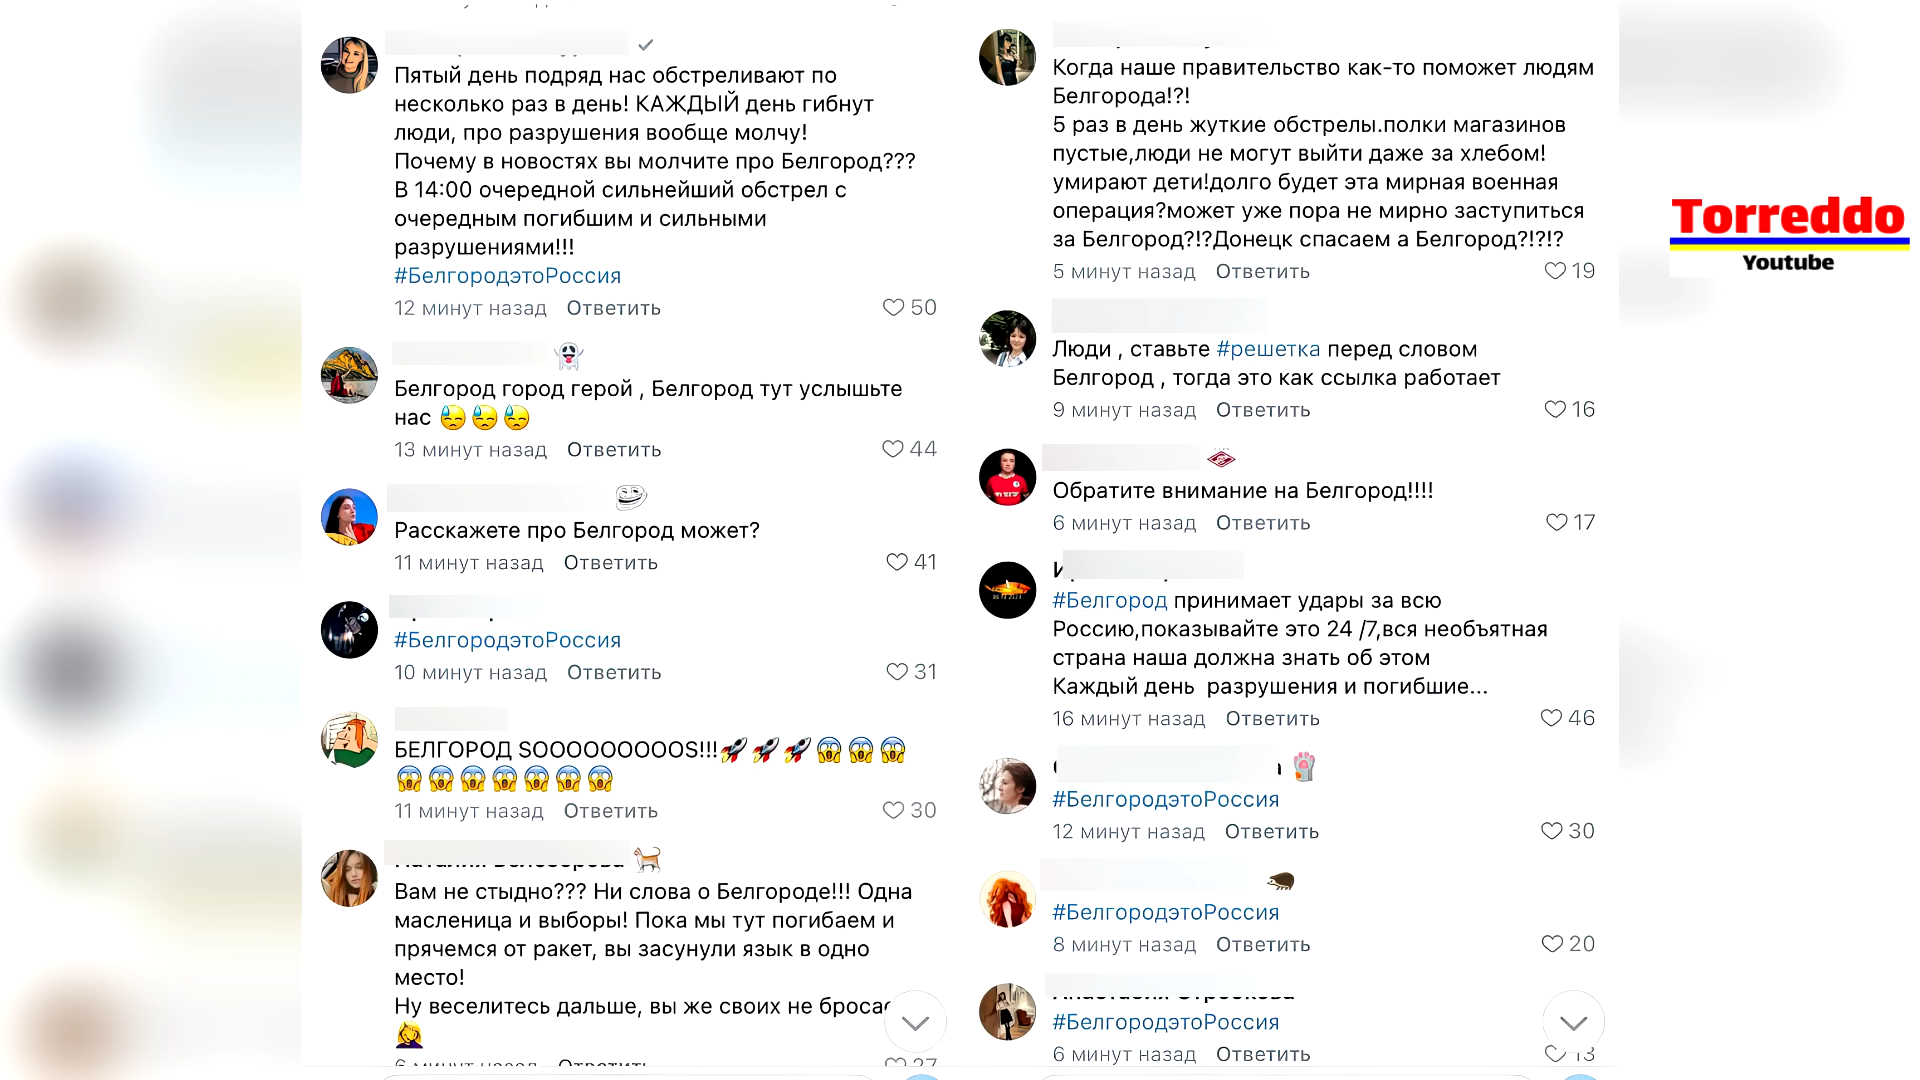 Пятый день подряд нас обстреливают по
несколько раз в день! КАЖДЫЙ день гибнут
люди, про разрушения вообще молчу!
Почему в новостях вы молчите про Белгород???
В 14:00 очередной сильнейший обстрел с
очередным погибшим и сильными
разрушениями!!!
#БелгородэтоРоссия
12 минут назад Ответить 50
Белгород город герой , Белгород тут услышьте
нас 😓😓😓
13 минут назад Ответить 44
Расскажете про Белгород может?
11 минут назад Ответить 41
#БелгородэтоРоссия
10 минут назад Ответить 31
БЕЛГОРОД SOOOOOOOOOS!!!🚀🚀🚀😱😱😱
😱😱😱😱😱😱😱
11 минут назад Ответить 30
Вам не стыдно??? Ни слова о Белгороде!!! Одна
масленица и выборы! Пока мы тут погибаем и
прячемся от ракет, вы засунули язык в одно
место!
Ну веселитесь дальше, вы же своих не бросае
6 минут назад Ответить 27
Когда наше правительство как-то поможет людям
Белгорода!?!
5 раз в день жуткие обстрелы.полки магазинов
пустые,люди не могут выйти даже за хлебом!
умирают дети!долго будет эта мирная военная
операция?может уже пора не мирно заступиться
за Белгород?!?Донецк спасаем а Белгород?!?!?
5 минут назад Ответить 19
Люди , ставьте #решетка перед словом
Белгород , тогда это как ссылка работает
9 минут назад Ответить 16
Обратите внимание на Белгород!!!!
6 минут назад Ответить 17
#Белгород принимает удары за всю
Россию,показывайте это 24 /7,вся необъятная
страна наша должна знать об этом
Каждый день разрушения и погибшие...
16 минут назад Ответить 46
#БелгородэтоРоссия
12 минут назад Ответить 30
#БелгородэтоРоссия
8 минут назад Ответить 20
#БелгородэтоРоссия
6 минут назад Ответить 13
Torreddo
Youtube